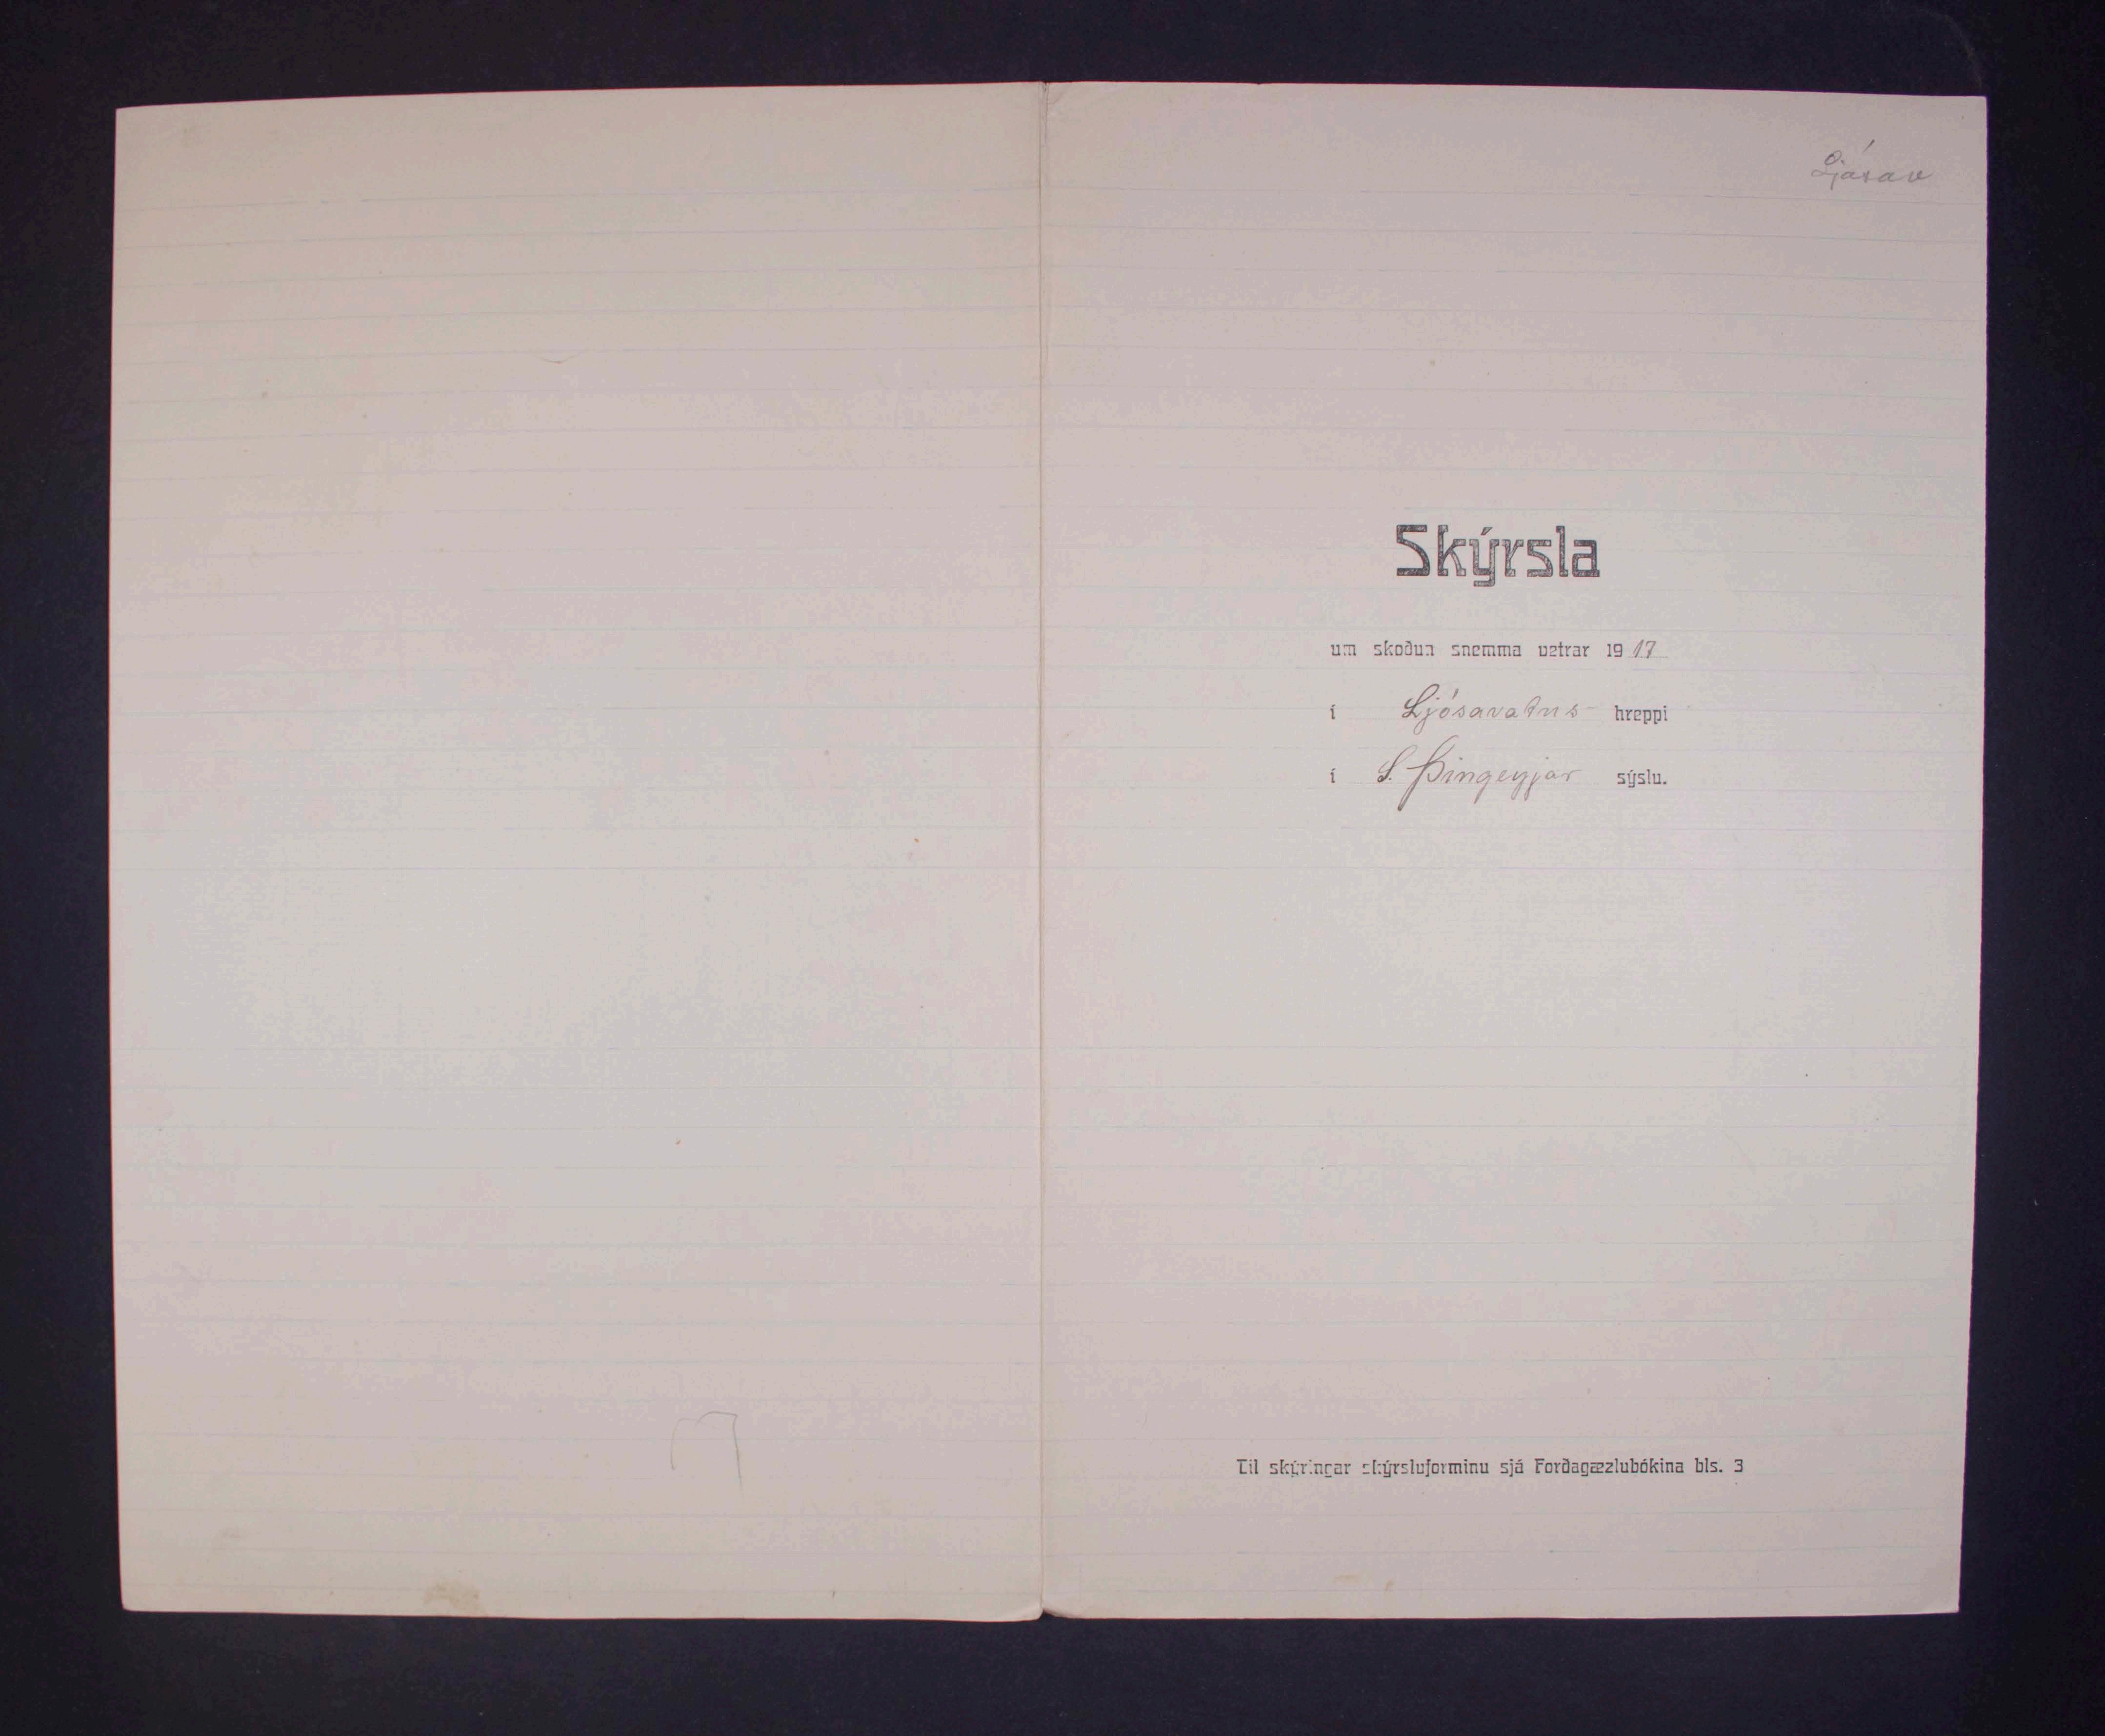 Ljósav
Skýrsla
um skoðun snemma vetrar 1917
í Ljósavatns hreppi
í S. Þingeyjar sýslu.
Til skýringar skýrsluforminu sjá Forðagæzlubókina bls. 3